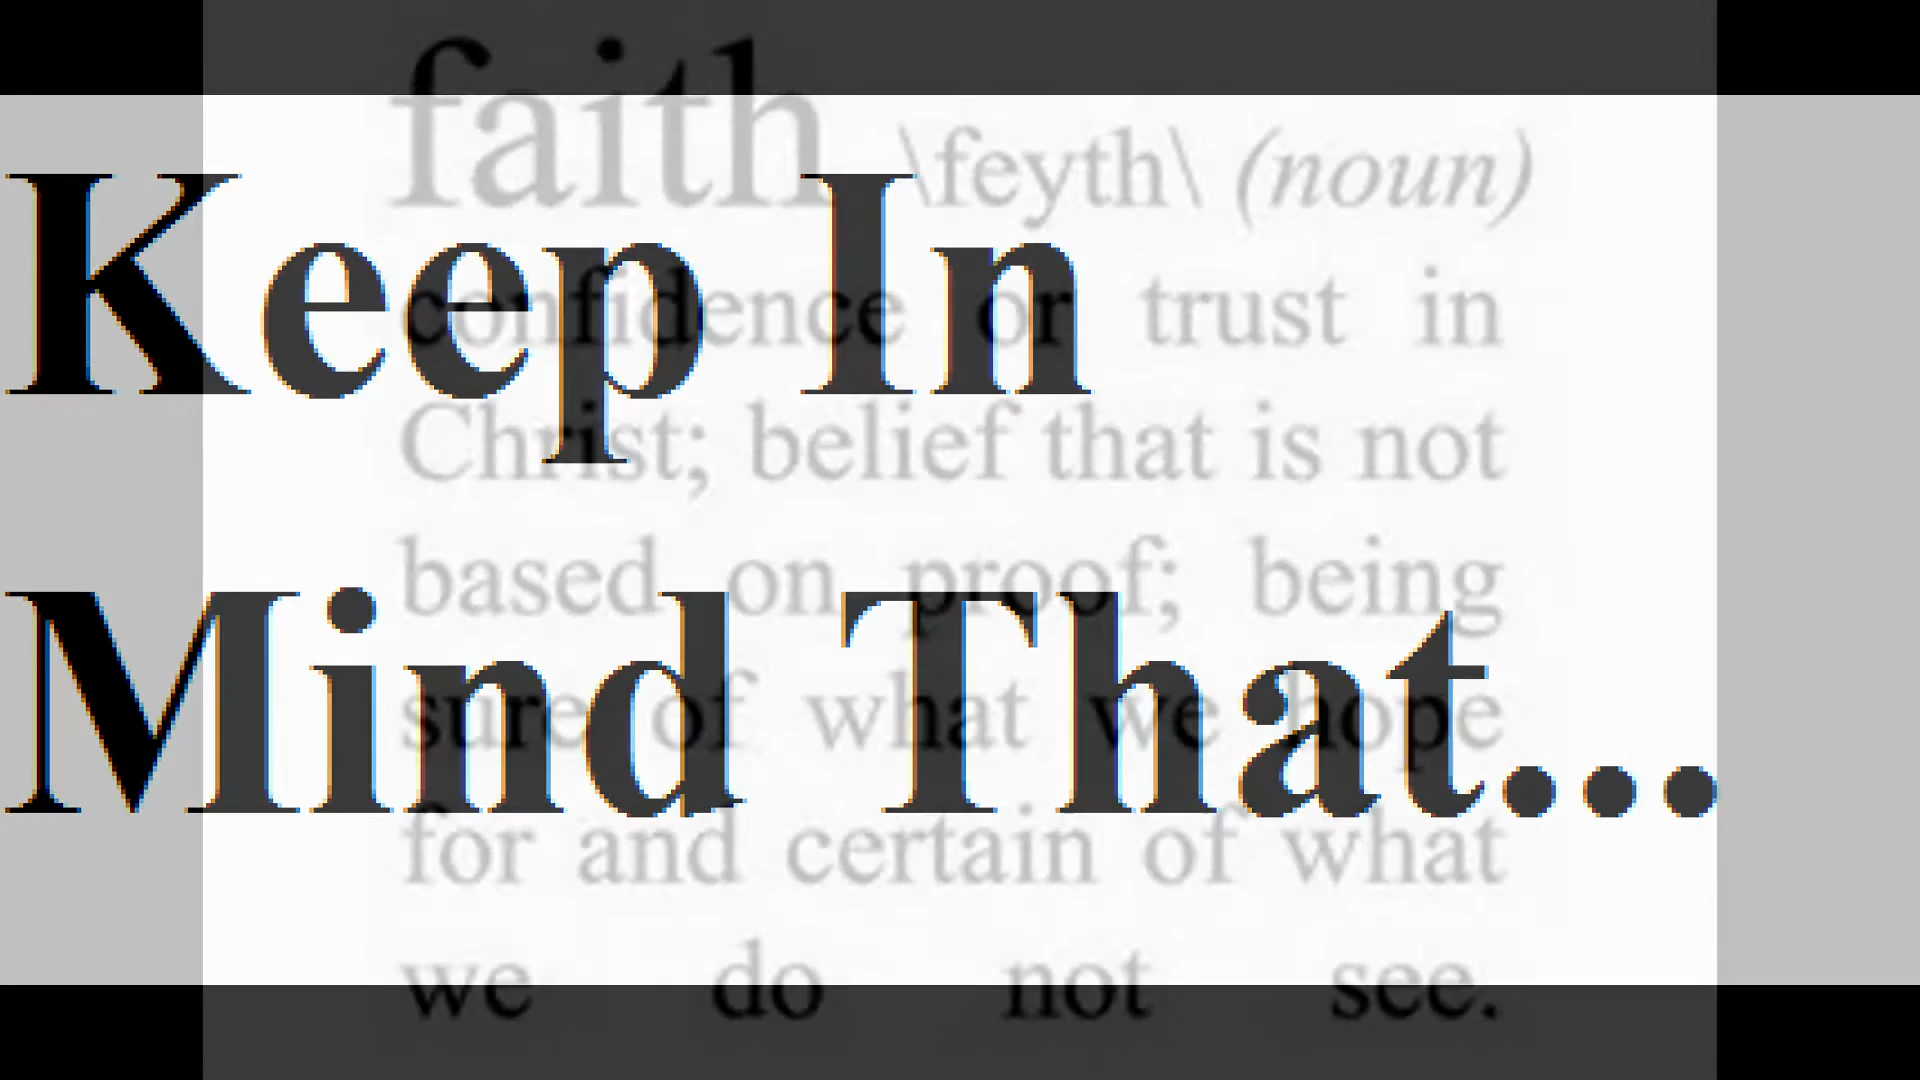 faith \feyth\ (noun)
confidence or trust in
Christ; belief that is not
based on proof; being
sure of what we hope
for and certain of what
we do not see.
Keep In
Mind That...